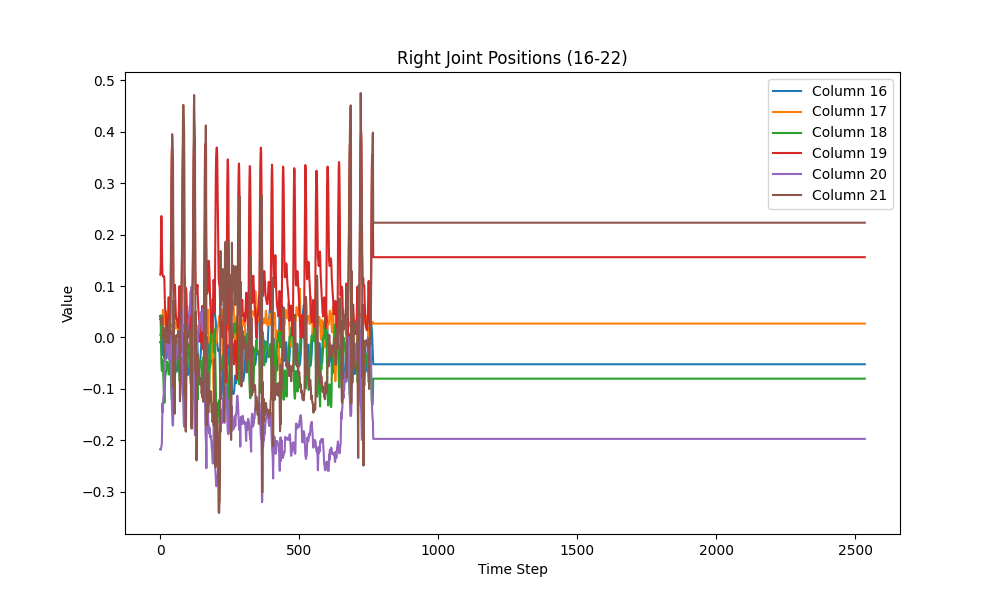 Right Joint Positions (16-22)
0.5
0.4
0.3
0.2
0.1
0.0
−0.1
−0.2
−0.3
Value
0
500
1000
1500
2000
2500
Time Step
Column 16
Column 17
Column 18
Column 19
Column 20
Column 21